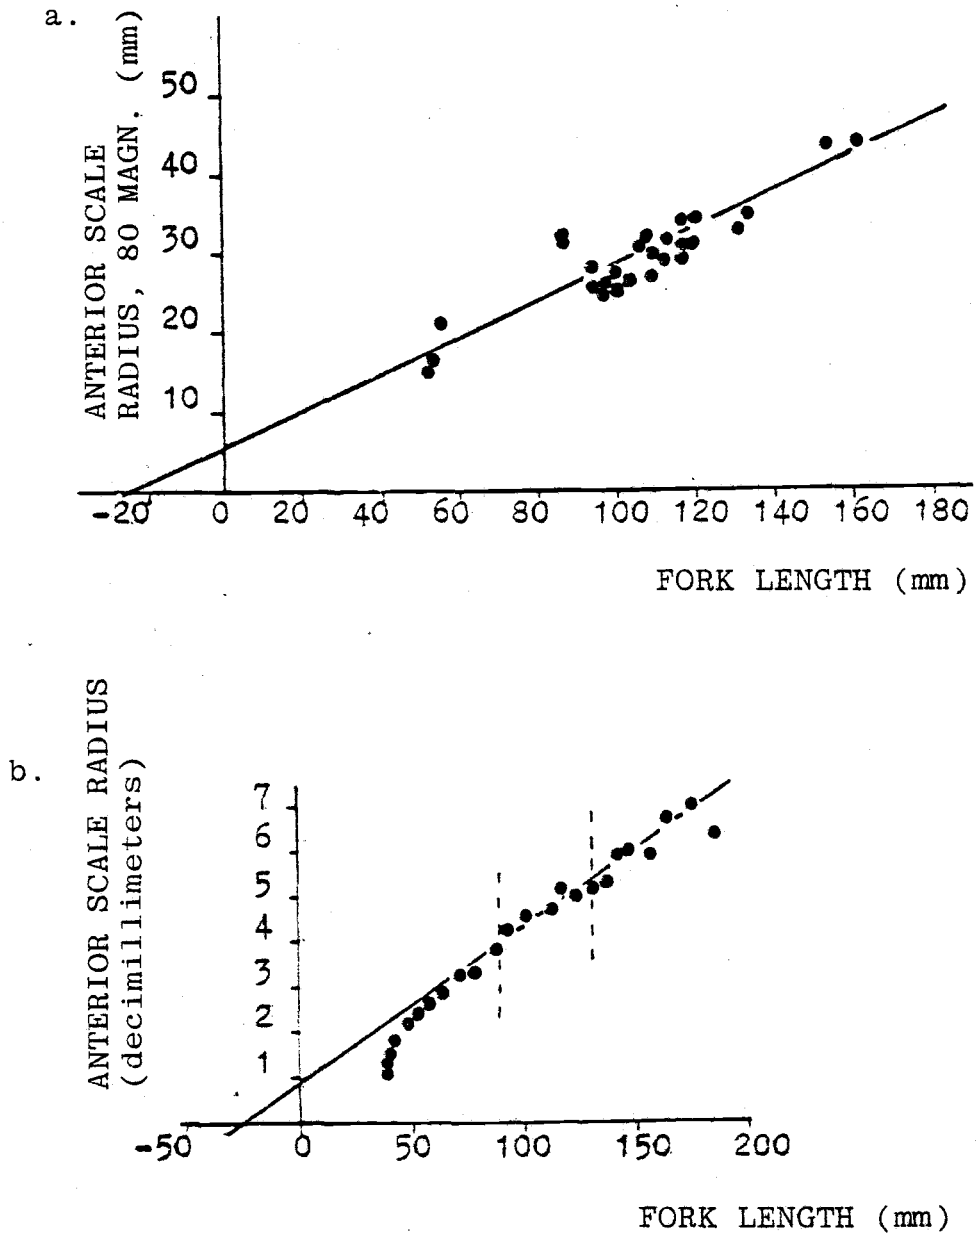 a.
ANTERIOR SCALE
RADIUS, 80 MAGN. (mm)
50
40
30
20
10
-20 0 20 40 60 80 100 120 140 160 180
FORK LENGTH (mm)
b.
ANTERIOR SCALE RADIUS
(decimillimeters)
7
6
5
4
3
2
1
-50 0 50 100 150 200
FORK LENGTH (mm)